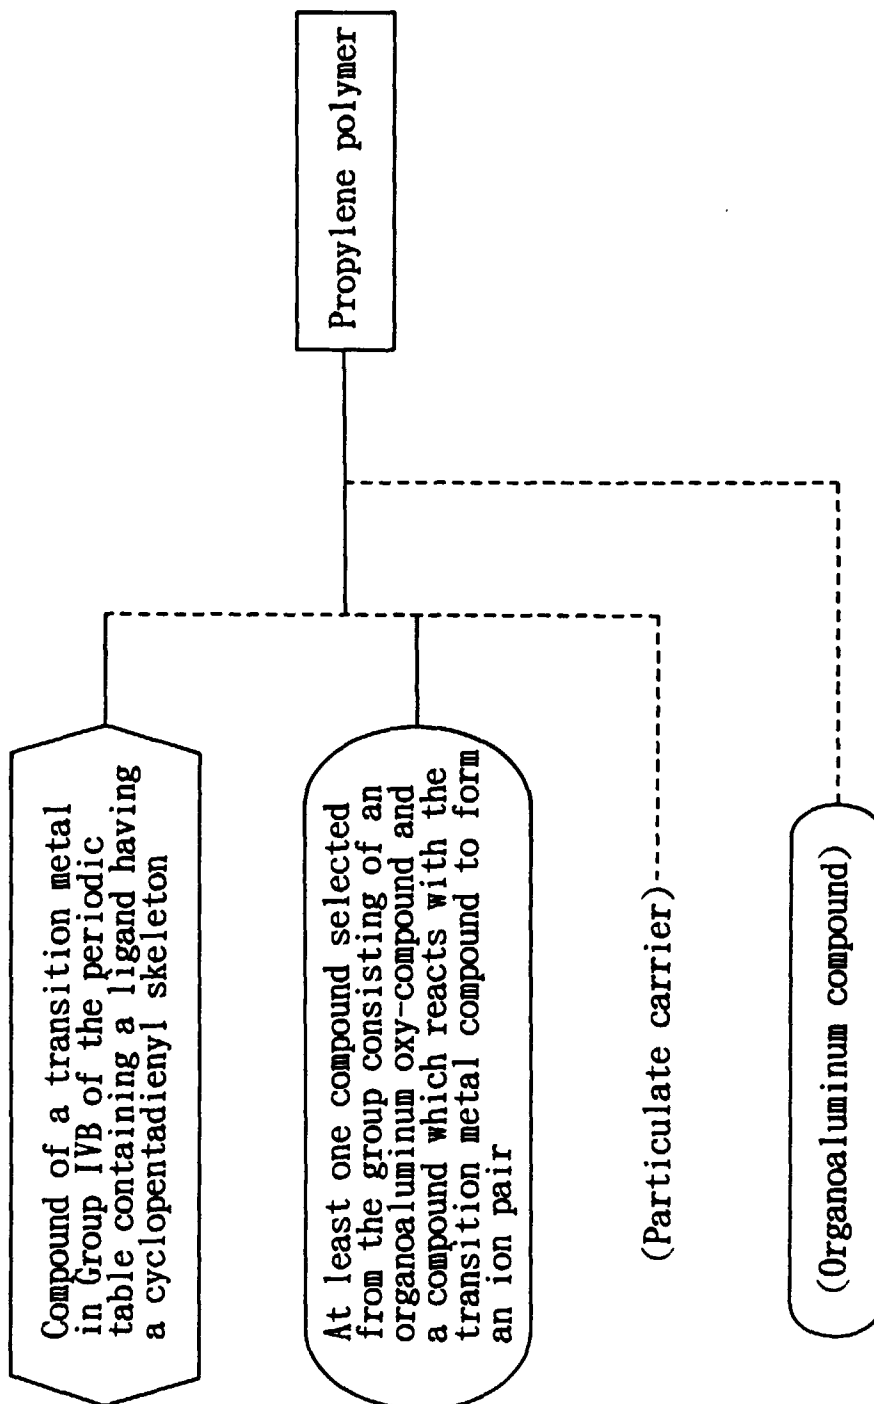 Compound of a transition metal
in Group IVB of the periodic
table containing a ligand having
a cyclopentadienyl skeleton
At least one compound selected
from the group consisting of an
organoaluminum oxy-compound and
a compound which reacts with the
transition metal compound to form
an ion pair
(Particulate carrier)
(Organoaluminum compound)
Propylene polymer